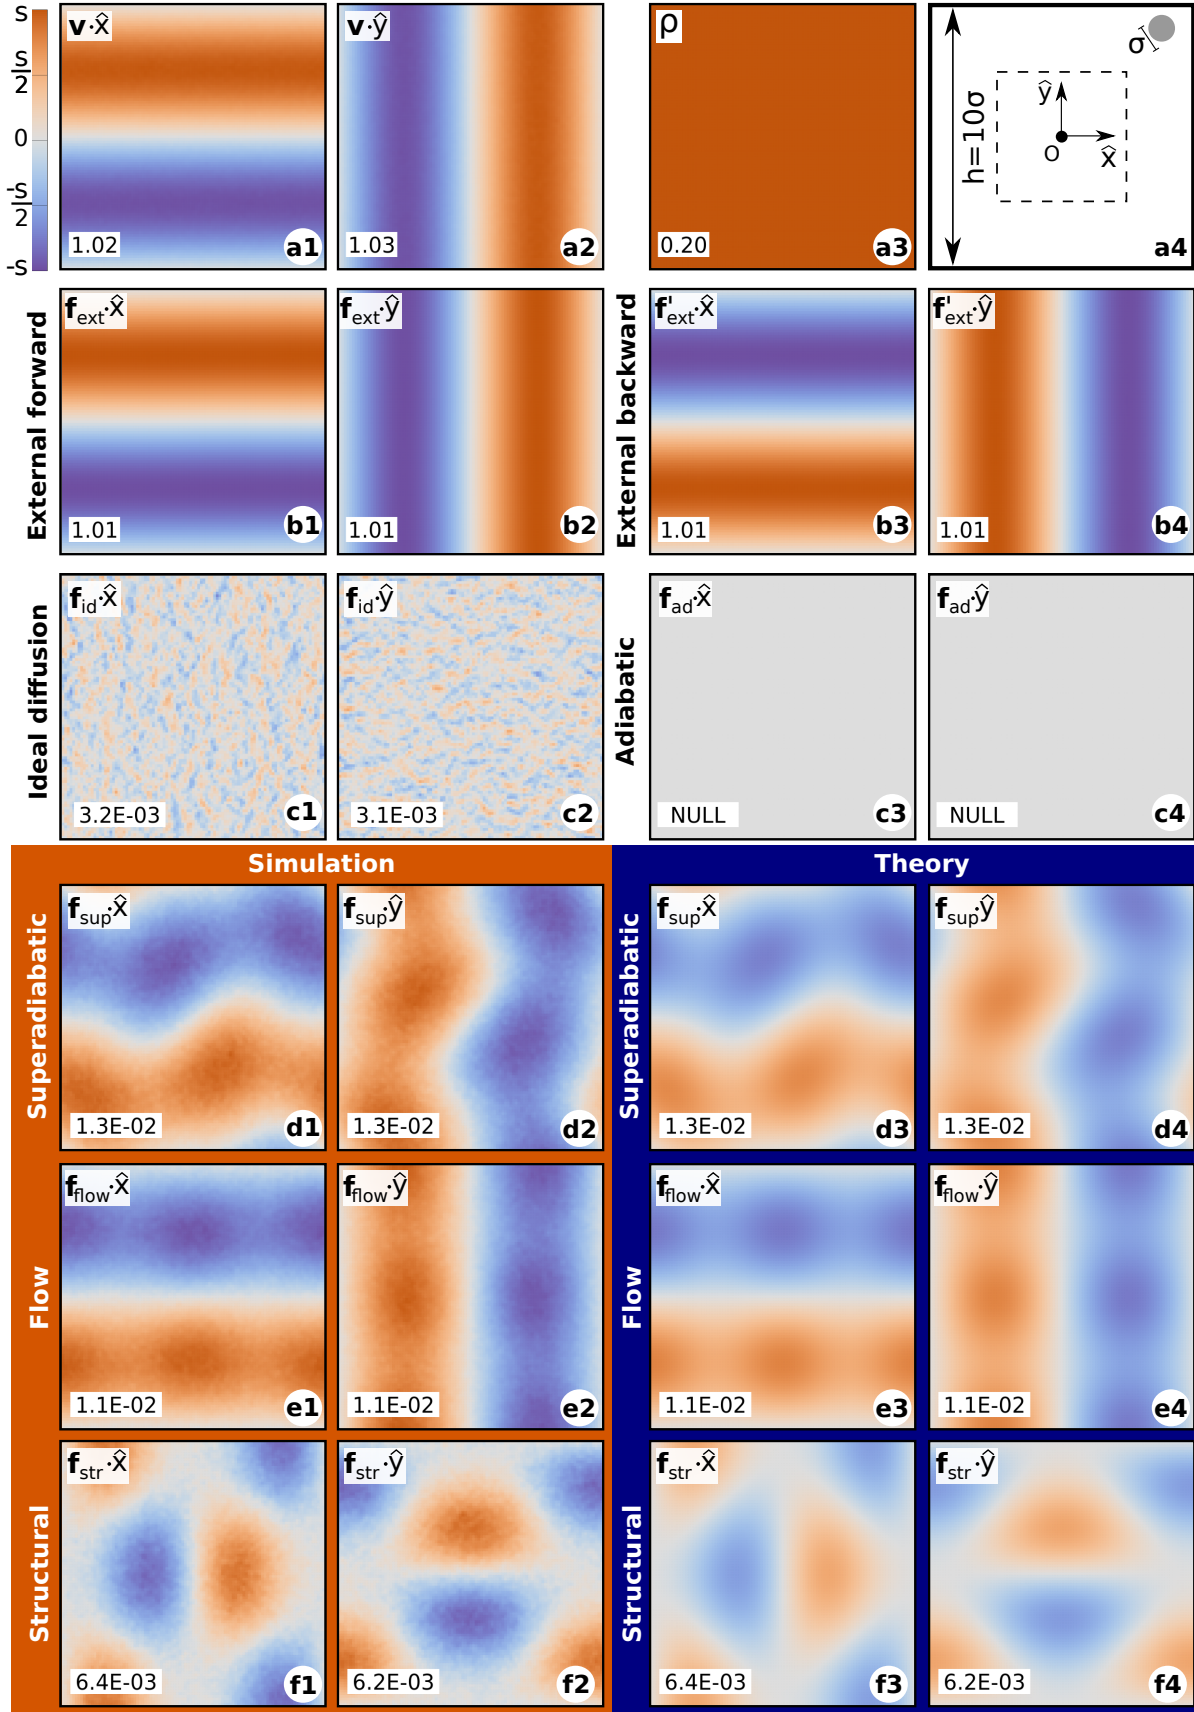 s
s
2
0
-s
2
-s
v·x̂
1.02
a1
v·ŷ
1.03
a2
ρ
0.20
a3
h=10σ
σ
ŷ
O
x̂
a4
External forward
f_ext·x̂
1.01
b1
f_ext·ŷ
1.01
b2
External backward
f'_ext·x̂
1.01
b3
f'_ext·ŷ
1.01
b4
Ideal diffusion
f_id·x̂
3.2E-03
c1
f_id·ŷ
3.1E-03
c2
Adiabatic
f_ad·x̂
NULL
c3
f_ad·ŷ
NULL
c4
Simulation
Theory
Superadiabatic
f_sup·x̂
1.3E-02
d1
f_sup·ŷ
1.3E-02
d2
Superadiabatic
f_sup·x̂
1.3E-02
d3
f_sup·ŷ
1.3E-02
d4
Flow
f_flow·x̂
1.1E-02
e1
f_flow·ŷ
1.1E-02
e2
Flow
f_flow·x̂
1.1E-02
e3
f_flow·ŷ
1.1E-02
e4
Structural
f_str·x̂
6.4E-03
f1
f_str·ŷ
6.2E-03
f2
Structural
f_str·x̂
6.4E-03
f3
f_str·ŷ
6.2E-03
f4